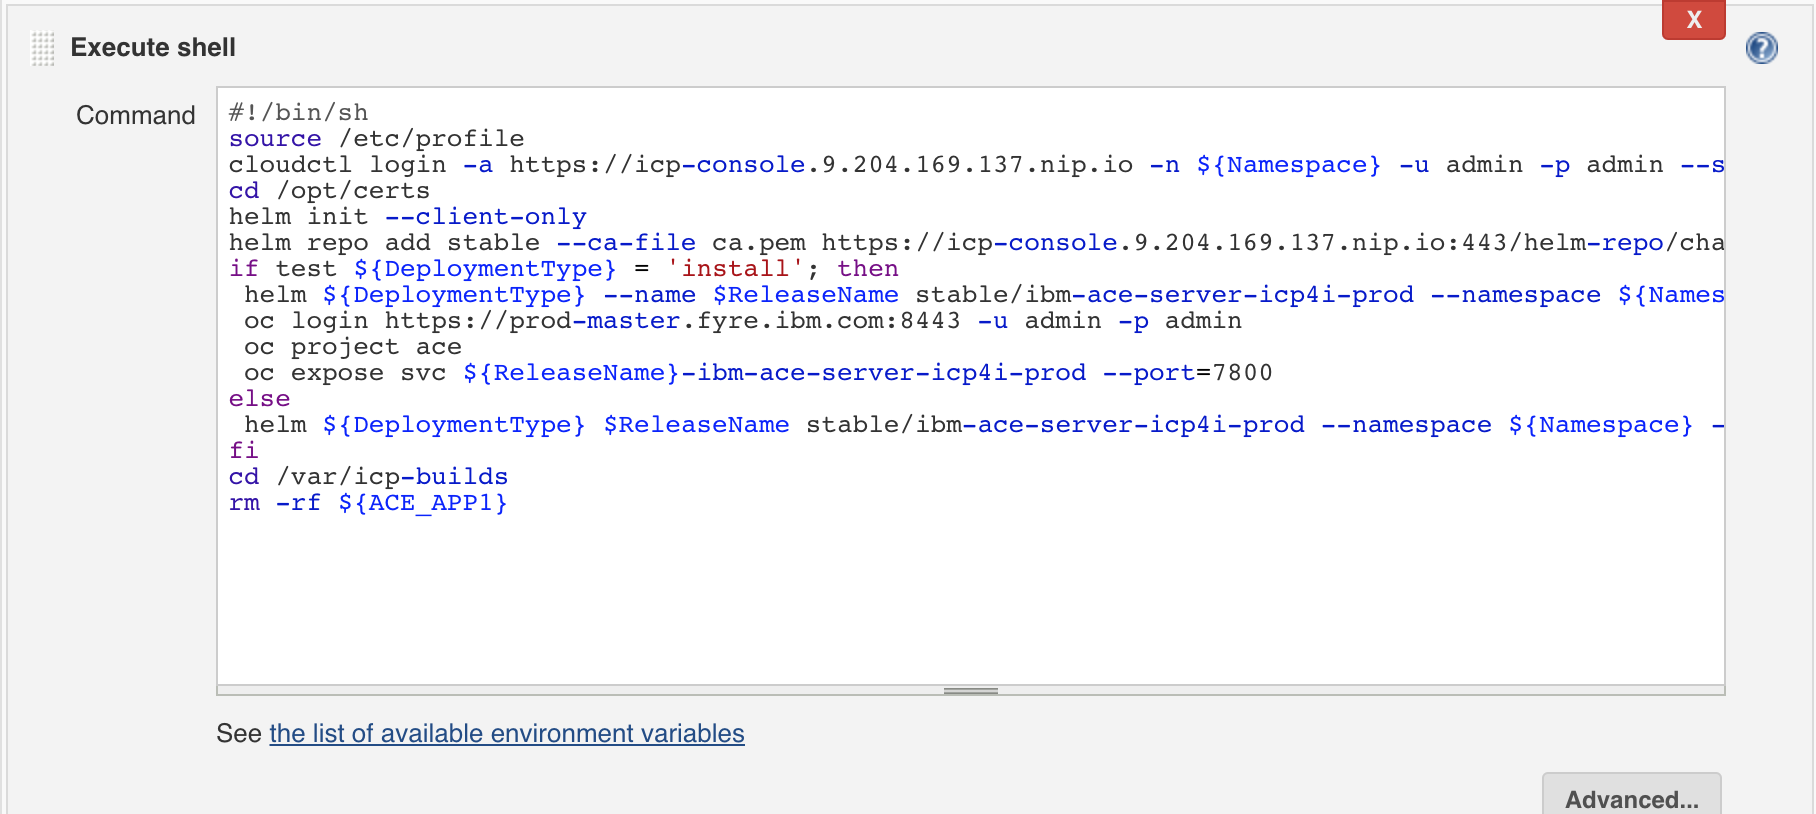 X
Execute shell
?
Command
#!/bin/sh
source /etc/profile
cloudctl login -a https://icp-console.9.204.169.137.nip.io -n ${Namespace} -u admin -p admin --s
cd /opt/certs
helm init --client-only
helm repo add stable --ca-file ca.pem https://icp-console.9.204.169.137.nip.io:443/helm-repo/cha
if test ${DeploymentType} = 'install'; then
 helm ${DeploymentType} --name $ReleaseName stable/ibm-ace-server-icp4i-prod --namespace ${Names
 oc login https://prod-master.fyre.ibm.com:8443 -u admin -p admin
 oc project ace
 oc expose svc ${ReleaseName}-ibm-ace-server-icp4i-prod --port=7800
else
 helm ${DeploymentType} $ReleaseName stable/ibm-ace-server-icp4i-prod --namespace ${Namespace} -
fi
cd /var/icp-builds
rm -rf ${ACE_APP1}
See the list of available environment variables
Advanced...